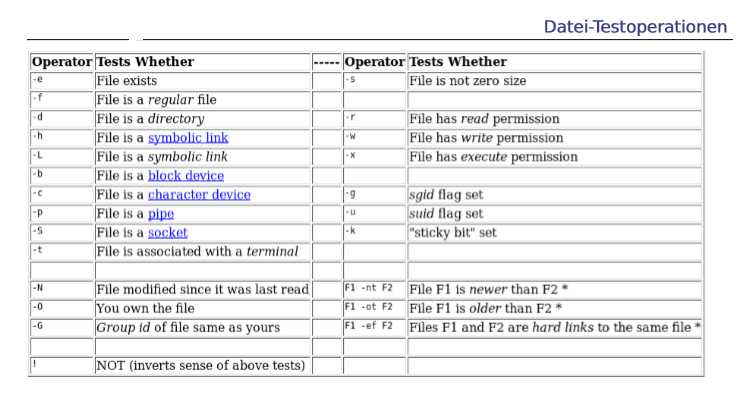 Datei-Testoperationen
Operator Tests Whether ----- Operator Tests Whether
-e File exists -s File is not zero size
-f File is a regular file
-d File is a directory -r File has read permission
-h File is a symbolic link -w File has write permission
-L File is a symbolic link -x File has execute permission
-b File is a block device
-c File is a character device -g sgid flag set
-p File is a pipe -u suid flag set
-S File is a socket -k "sticky bit" set
-t File is associated with a terminal
-N File modified since it was last read F1 -nt F2 File F1 is newer than F2 *
-O You own the file F1 -ot F2 File F1 is older than F2 *
-G Group id of file same as yours F1 -ef F2 Files F1 and F2 are hard links to the same file *
! NOT (inverts sense of above tests)